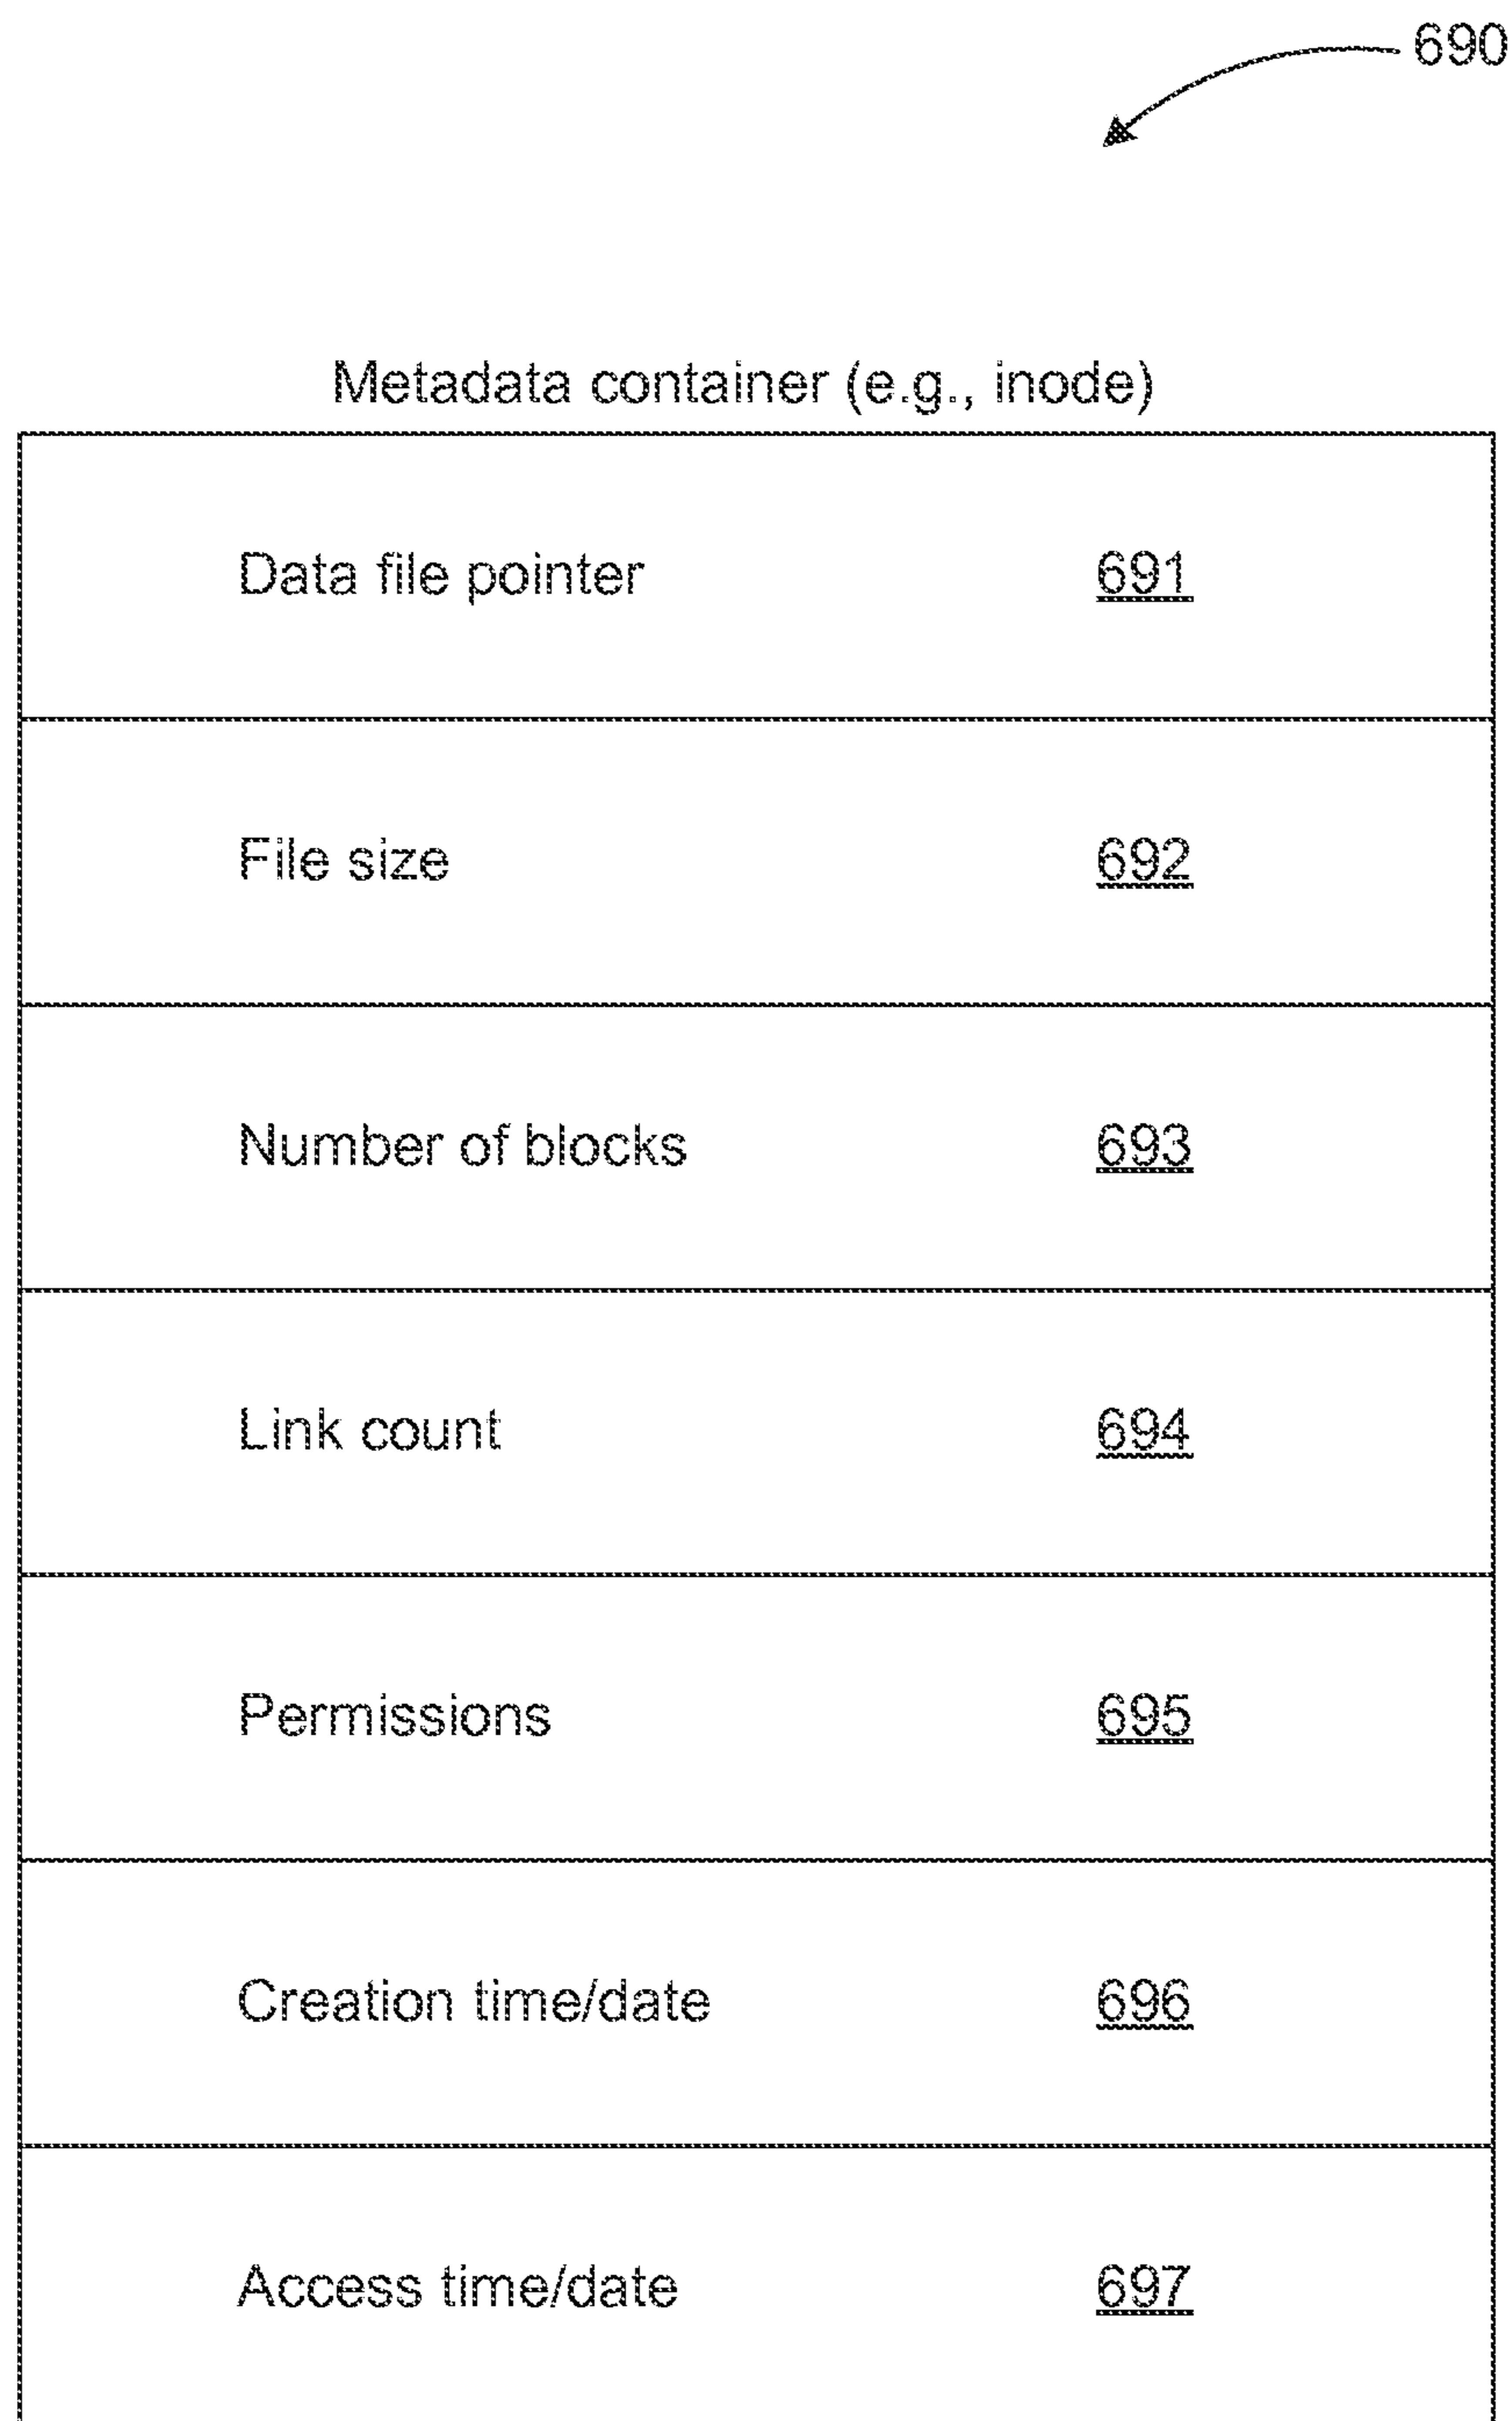 690
Metadata container (e.g., inode)
Data file pointer 691
File size 692
Number of blocks 693
Link count 694
Permissions 695
Creation time/date 696
Access time/date 697